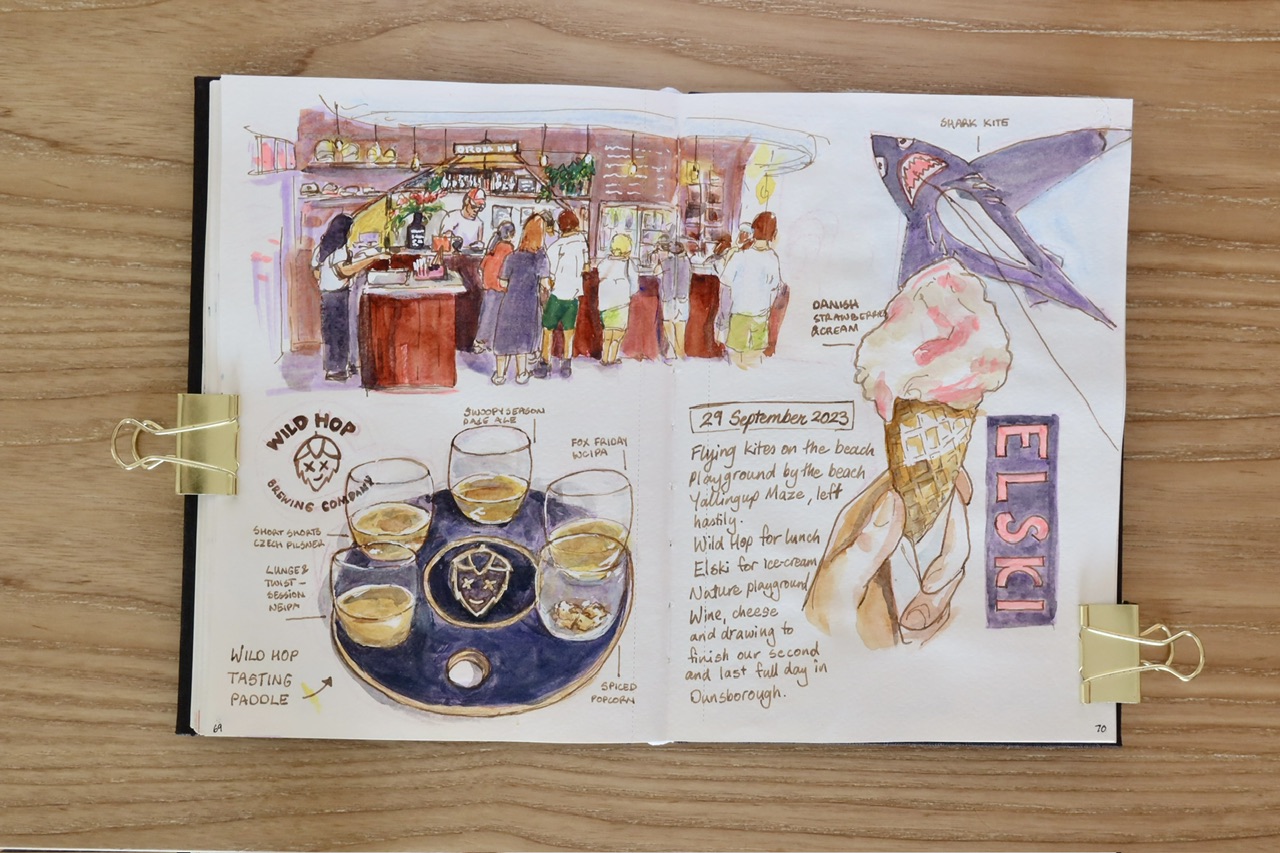 ORDER HERE
SHARK KITE
DANISH
STRAWBERRIES
& CREAM
WILD HOP
BREWING COMPANY
SWOOPY SEASON
PALE ALE
FOX FRIDAY
WCIPA
SHORT SHORTS
CZECH PILSNER
LUNGE &
TWIST –
SESSION
NEIPA
WILD HOP
TASTING
PADDLE
SPICED
POPCORN
69
29 September 2023
Flying kites on the beach
Playground by the beach
Yallingup Maze, left
hastily.
Wild Hop for lunch
Elski for ice-cream
Nature playground
Wine, cheese
and drawing to
finish our second
and last full day in
Dunsborough.
ELSKI
70